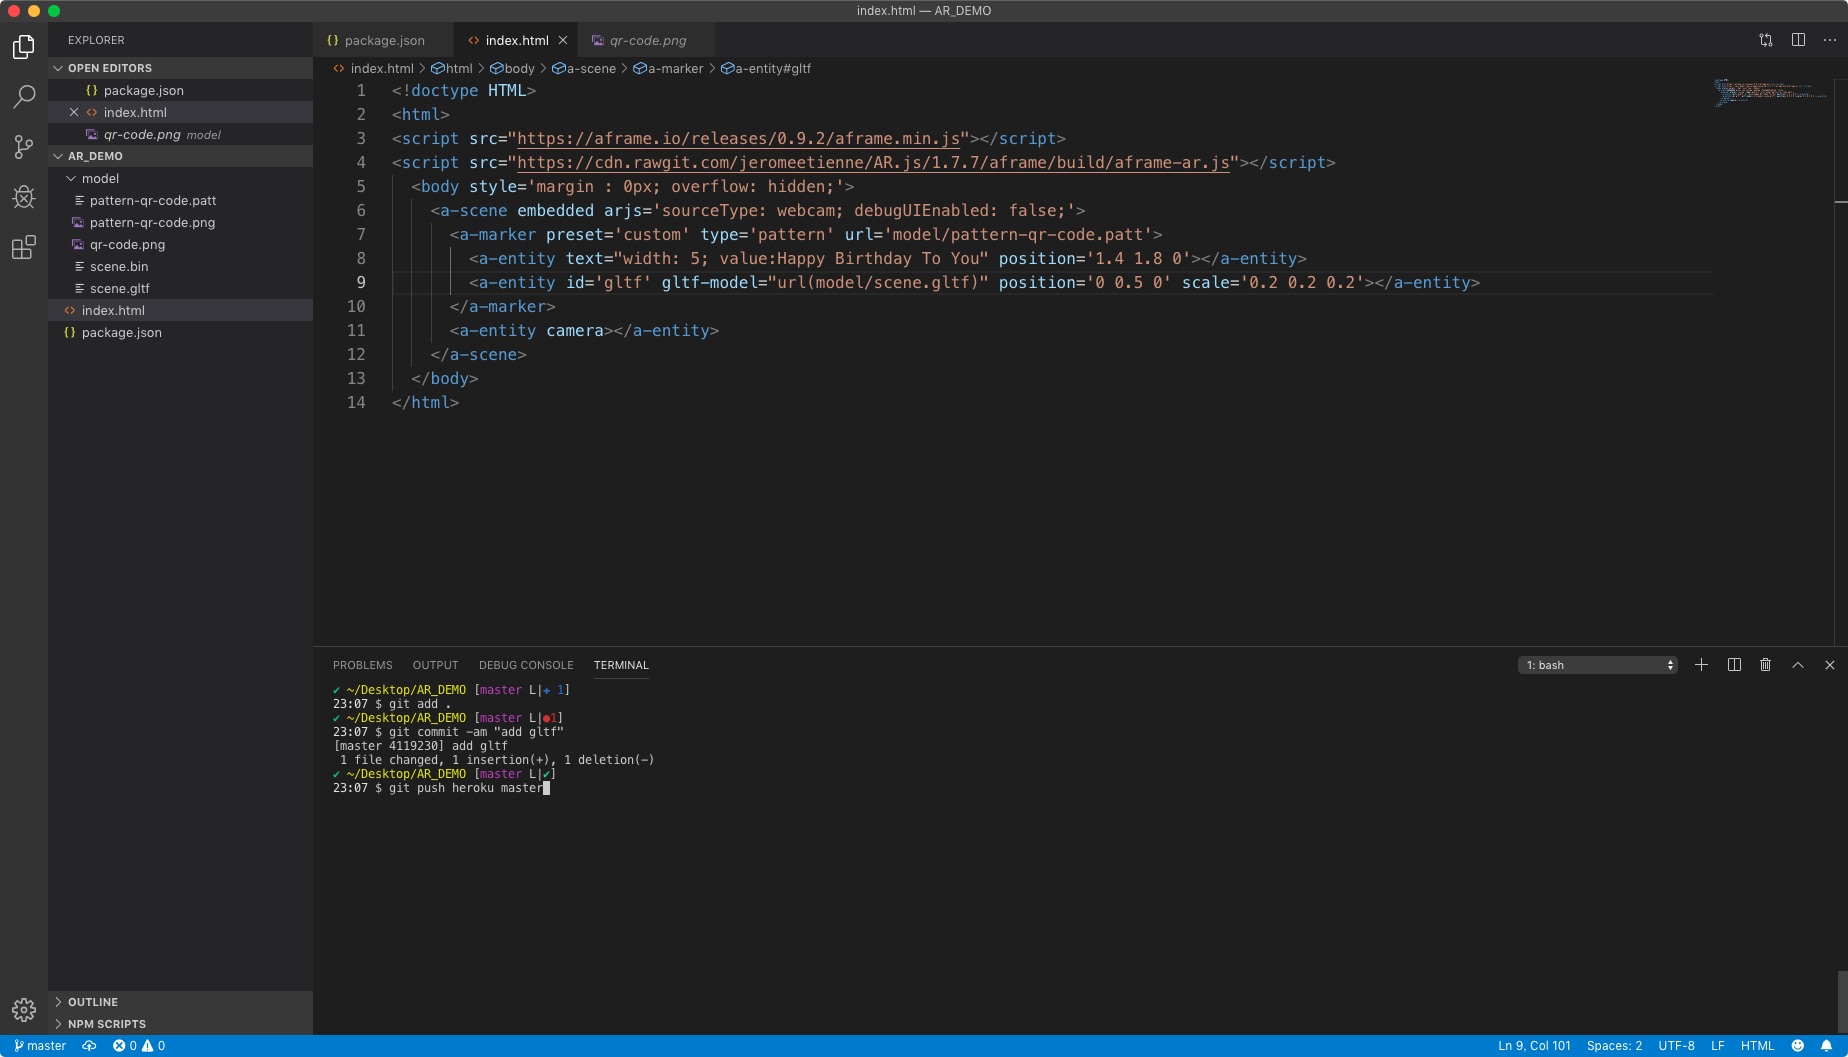 index.html — AR_DEMO
EXPLORER
OPEN EDITORS
package.json
index.html
qr-code.png model
AR_DEMO
model
pattern-qr-code.patt
pattern-qr-code.png
qr-code.png
scene.bin
scene.gltf
index.html
package.json
OUTLINE
NPM SCRIPTS
{} package.json <> index.html × qr-code.png
<> index.html > html > body > a-scene > a-marker > a-entity#gltf
1 <!doctype HTML>
2 <html>
3 <script src="https://aframe.io/releases/0.9.2/aframe.min.js"></script>
4 <script src="https://cdn.rawgit.com/jeromeetienne/AR.js/1.7.7/aframe/build/aframe-ar.js"></script>
5 <body style='margin : 0px; overflow: hidden;'>
6 <a-scene embedded arjs='sourceType: webcam; debugUIEnabled: false;'>
7 <a-marker preset='custom' type='pattern' url='model/pattern-qr-code.patt'>
8 <a-entity text="width: 5; value:Happy Birthday To You" position='1.4 1.8 0'></a-entity>
9 <a-entity id='gltf' gltf-model="url(model/scene.gltf)" position='0 0.5 0' scale='0.2 0.2 0.2'></a-entity>
10 </a-marker>
11 <a-entity camera></a-entity>
12 </a-scene>
13 </body>
14 </html>
PROBLEMS OUTPUT DEBUG CONSOLE TERMINAL 1: bash
✔ ~/Desktop/AR_DEMO [master L|✚ 1]
23:07 $ git add .
✔ ~/Desktop/AR_DEMO [master L|●1]
23:07 $ git commit -am "add gltf"
[master 4119230] add gltf
1 file changed, 1 insertion(+), 1 deletion(-)
✔ ~/Desktop/AR_DEMO [master L|✔]
23:07 $ git push heroku master
master 0 0 Ln 9, Col 101 Spaces: 2 UTF-8 LF HTML